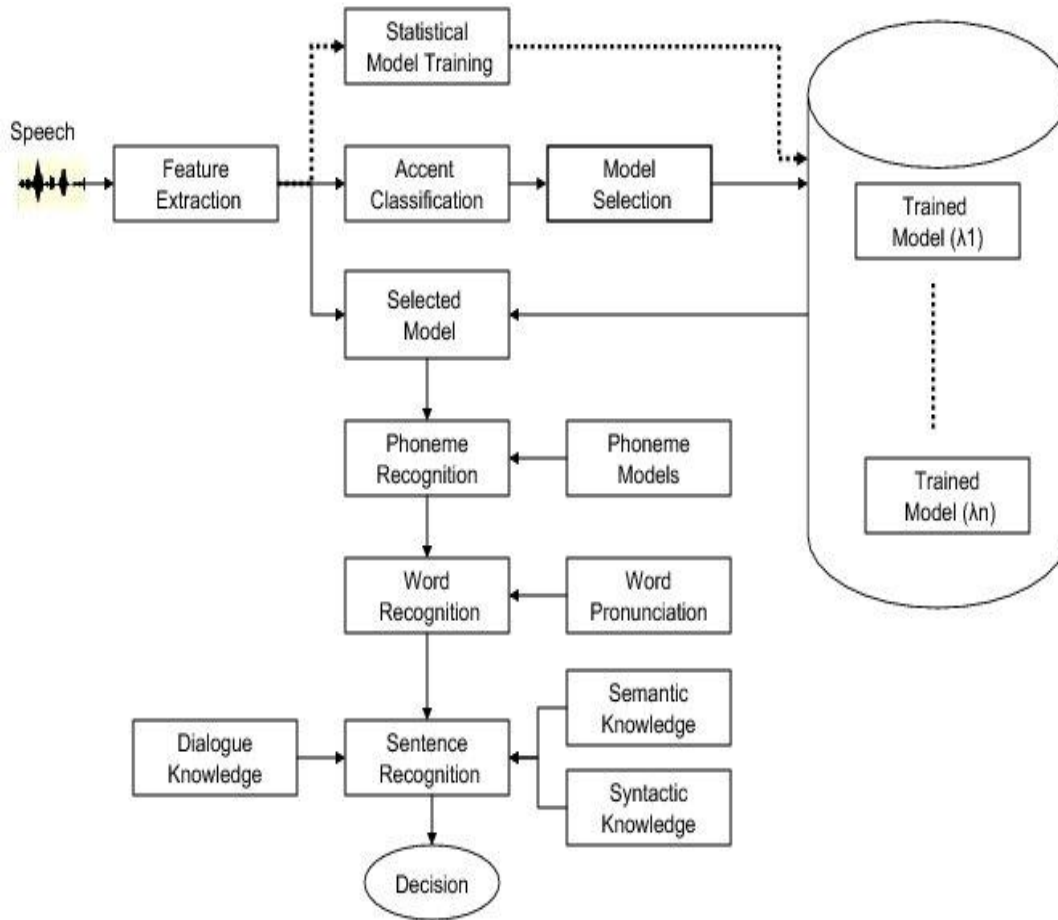 Statistical
Model Training
Speech
Feature
Extraction
Accent
Classification
Model
Selection
Trained
Model (λ1)
Selected
Model
Phoneme
Recognition
Phoneme
Models
Trained
Model (λn)
Word
Recognition
Word
Pronunciation
Semantic
Knowledge
Dialogue
Knowledge
Sentence
Recognition
Syntactic
Knowledge
Decision